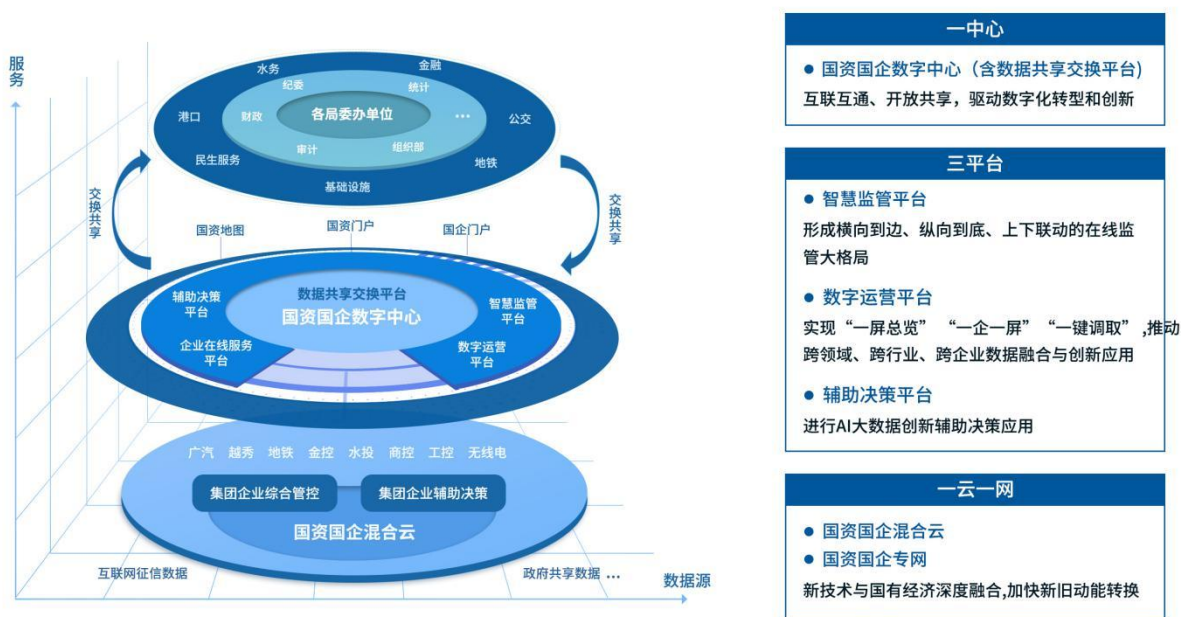 服务
水务
金融
纪委
统计
港口
财政
各局委办单位
...
公交
审计
组织部
民生服务
地铁
基础设施
交换共享
交换共享
国资地图
国资门户
国企门户
辅助决策
平台
数据共享交换平台
国资国企数字中心
智慧监管
平台
企业在线服务
平台
数字运营
平台
广汽 越秀 地铁 金控 水投 商控 工控 无线电
集团企业综合管控
集团企业辅助决策
国资国企混合云
互联网征信数据
政府共享数据 ...
数据源
一中心
● 国资国企数字中心（含数据共享交换平台)
互联互通、开放共享，驱动数字化转型和创新
三平台
● 智慧监管平台
形成横向到边、纵向到底、上下联动的在线监
管大格局
● 数字运营平台
实现“一屏总览” “一企一屏” “一键调取” ,推动
跨领域、跨行业、跨企业数据融合与创新应用
● 辅助决策平台
进行AI大数据创新辅助决策应用
一云一网
● 国资国企混合云
● 国资国企专网
新技术与国有经济深度融合,加快新旧动能转换